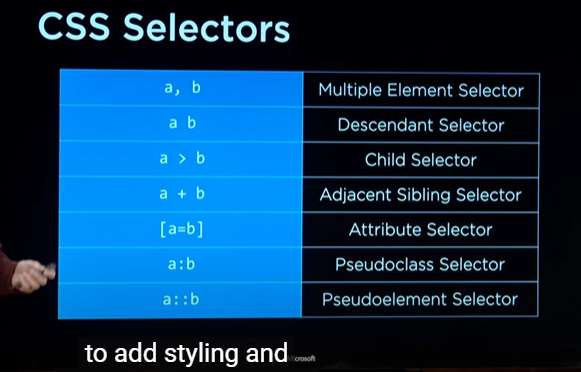 CSS Selectors
a, b Multiple Element Selector
a b Descendant Selector
a > b Child Selector
a + b Adjacent Sibling Selector
[a=b] Attribute Selector
a:b Pseudoclass Selector
a::b Pseudoelement Selector
to add styling and